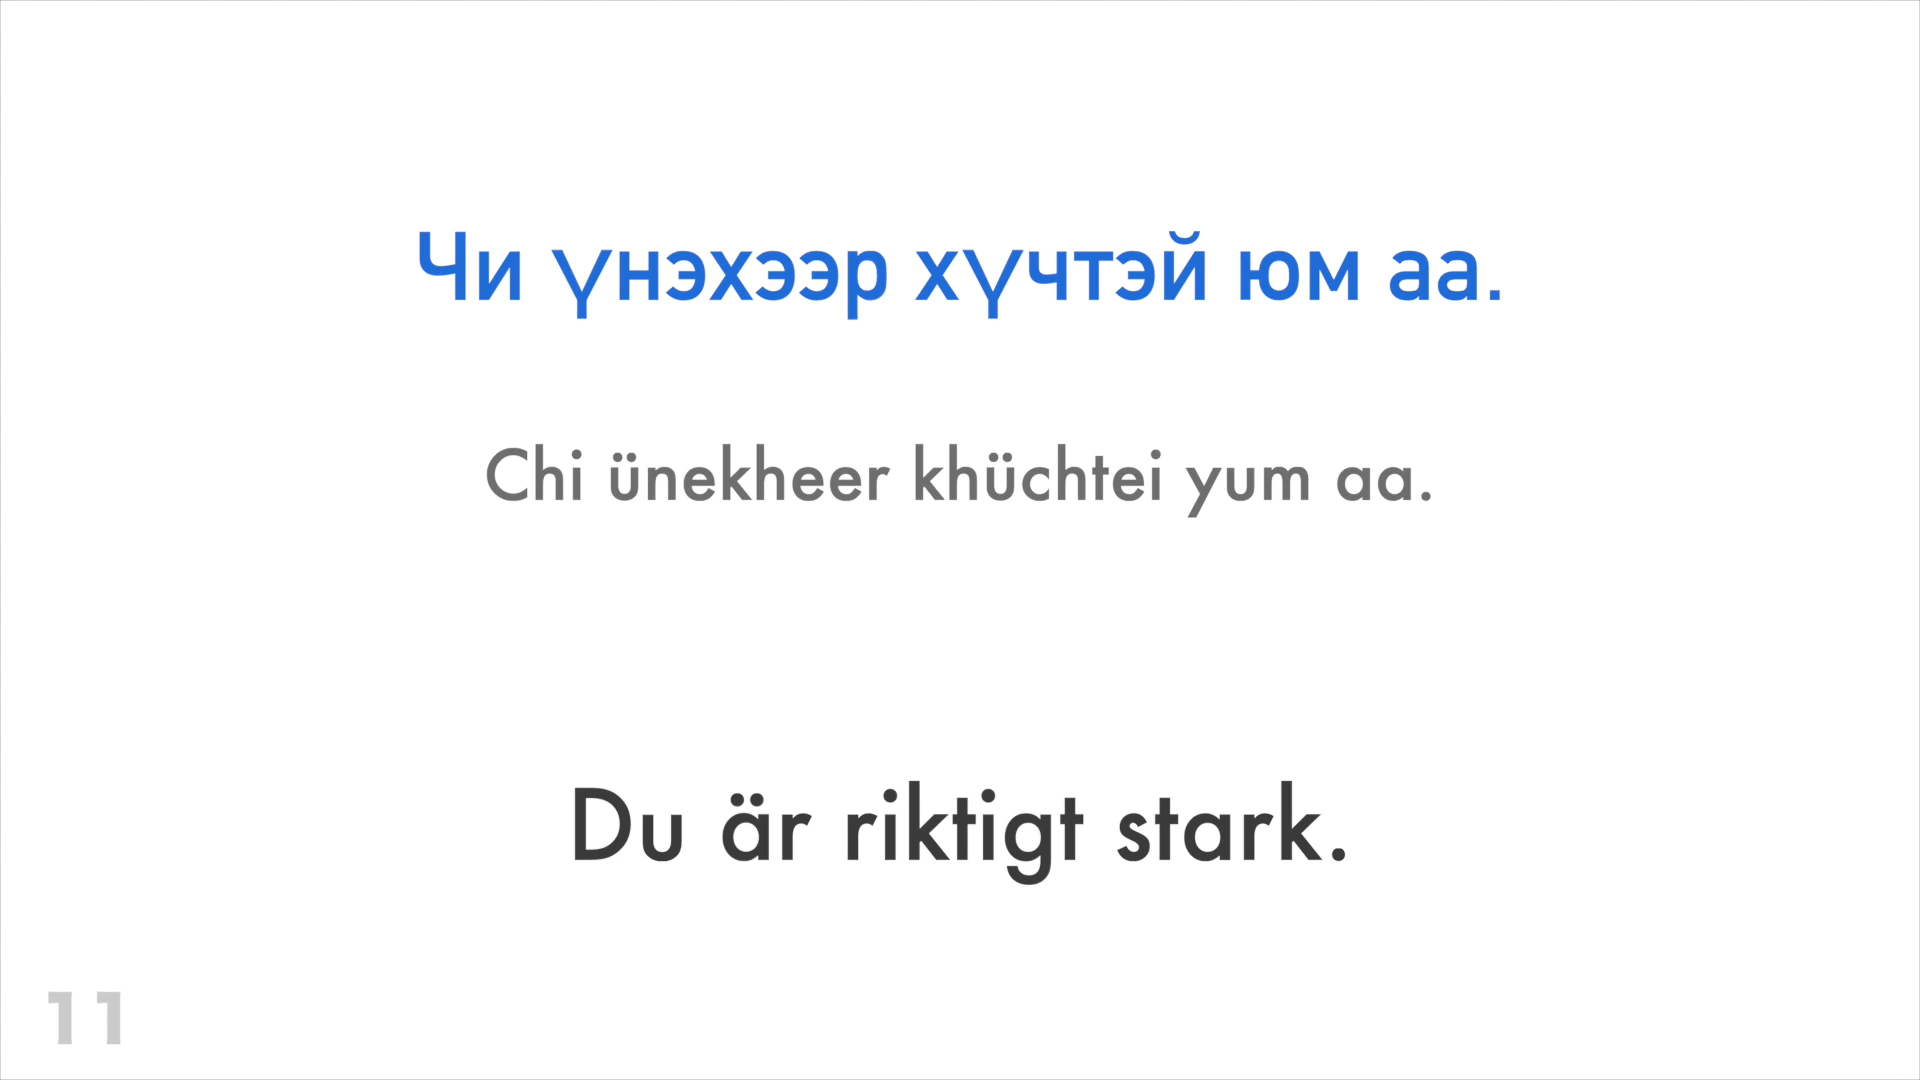 Чи үнэхээр хүчтэй юм аа.
Chi ünekheer khüchtei yum aa.
Du är riktigt stark.
11